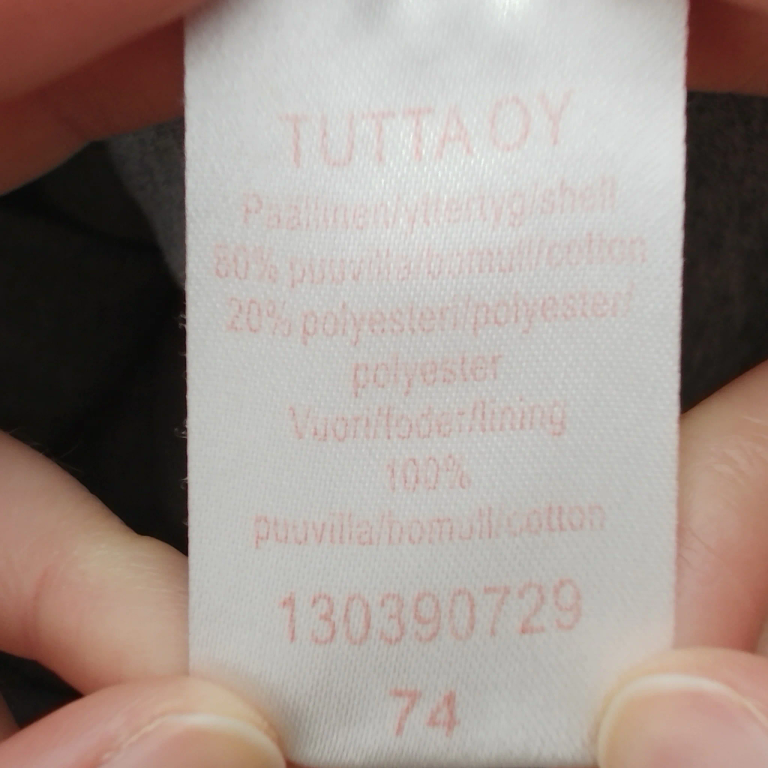 TUTTA OY
Päällinen/yttertyg/shell
80% puuvilla/bomull/cotton
20% polyesteri/polyester/
polyester
Vuori/foder/lining
100%
puuvilla/bomull/cotton
130390729
74